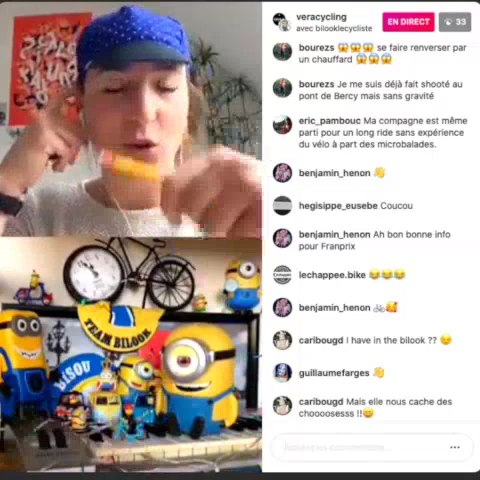 veracycling
EN DIRECT
33
avec bilooklecycliste
bourezs 😱😱😱 se faire renverser par
un chauffard 😱😱😱
bourezs Je me suis déjà fait shooté au
pont de Bercy mais sans gravité
eric_pambouc Ma compagne est même
parti pour un long ride sans expérience
du vélo à part des microbalades.
benjamin_henon 👋
hegisippe_eusebe Coucou
benjamin_henon Ah bon bonne info
pour Franprix
lechappee.bike 😂😂😂
benjamin_henon 🚲🥰
caribougd I have in the bilook ?? 😏
guillaumefarges 👋
caribougd Mais elle nous cache des
choooosesss !!😄
TEAM BILOOK
BISOU